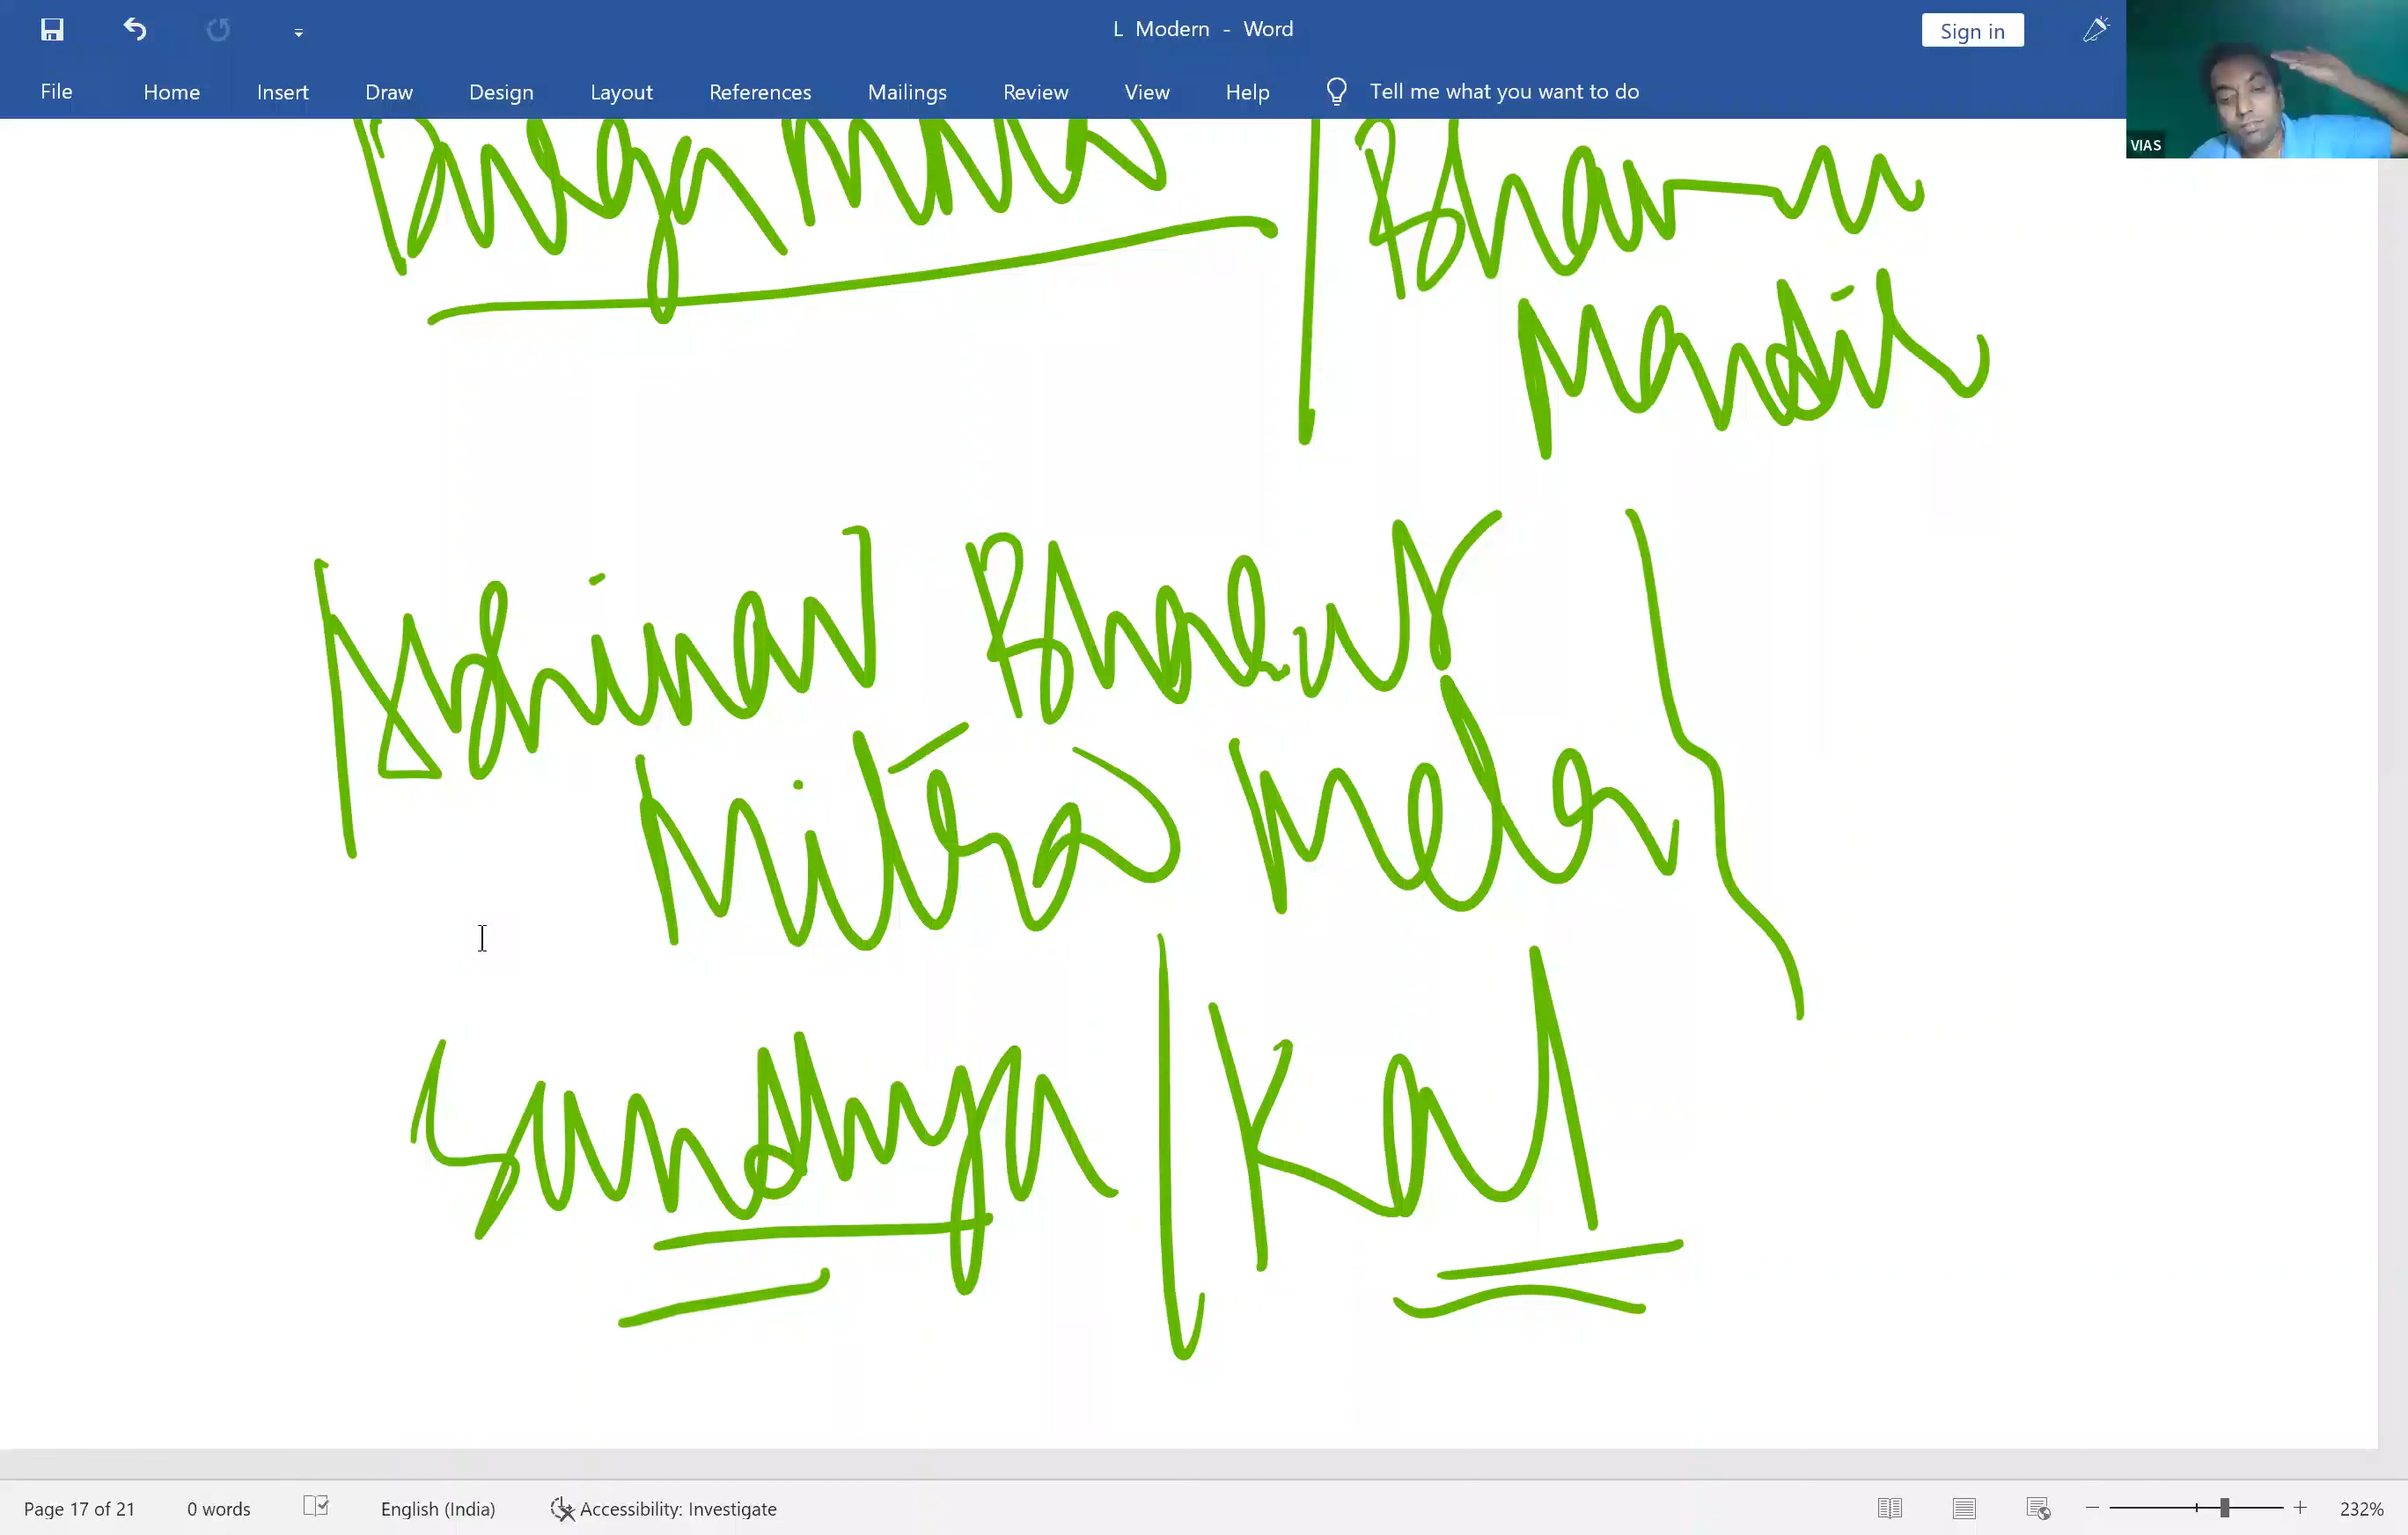 L Modern - Word
Sign in
VIAS
File Home Insert Draw Design Layout References Mailings Review View Help Tell me what you want to do
Mandir
Abhinav Bharat
Mitra Mela
Sandhya Kal
Page 17 of 21 0 words English (India) Accessibility: Investigate 232%